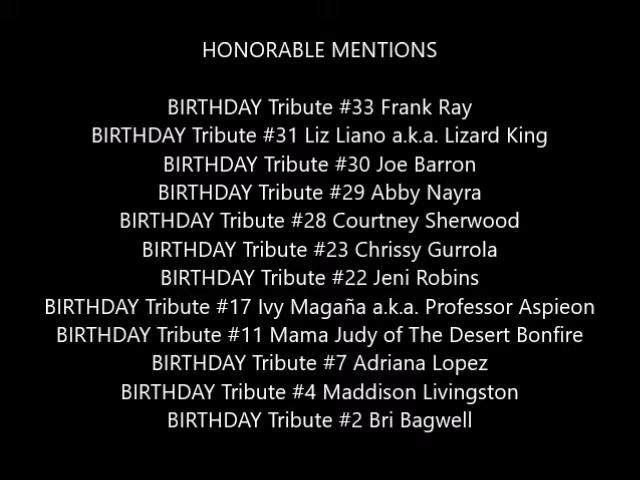 HONORABLE MENTIONS
BIRTHDAY Tribute #33 Frank Ray
BIRTHDAY Tribute #31 Liz Liano a.k.a. Lizard King
BIRTHDAY Tribute #30 Joe Barron
BIRTHDAY Tribute #29 Abby Nayra
BIRTHDAY Tribute #28 Courtney Sherwood
BIRTHDAY Tribute #23 Chrissy Gurrola
BIRTHDAY Tribute #22 Jeni Robins
BIRTHDAY Tribute #17 Ivy Magaña a.k.a. Professor Aspieon
BIRTHDAY Tribute #11 Mama Judy of The Desert Bonfire
BIRTHDAY Tribute #7 Adriana Lopez
BIRTHDAY Tribute #4 Maddison Livingston
BIRTHDAY Tribute #2 Bri Bagwell